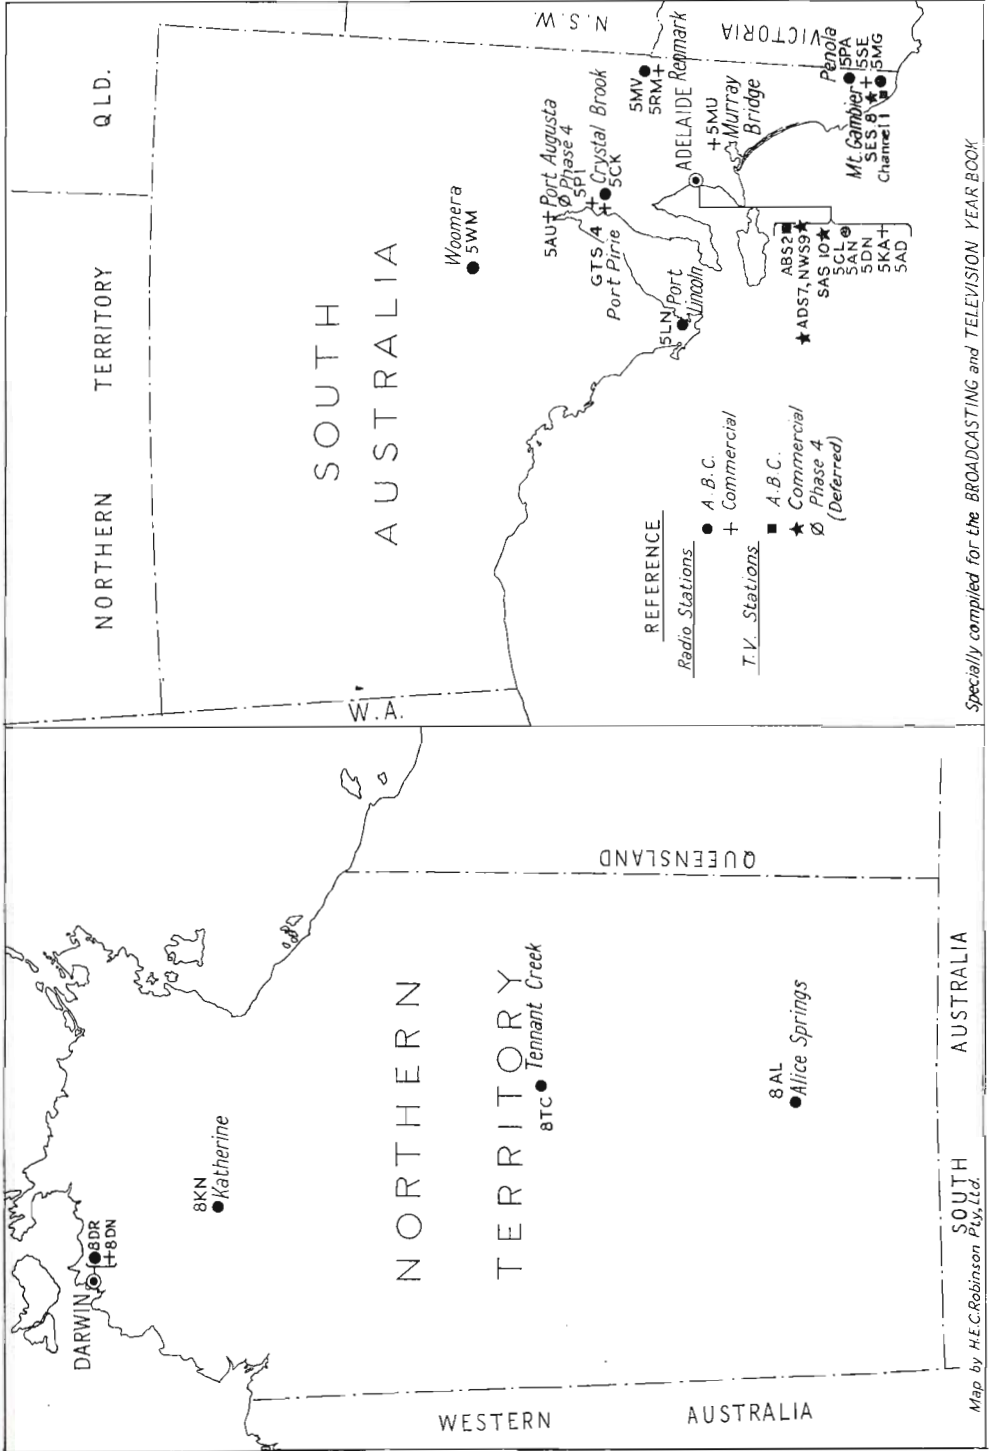 DARWIN
8DR
+8DN
8KN
Katherine
NORTHERN
TERRITORY
8TC
Tennant Creek
8AL
Alice Springs
QUEENSLAND
WESTERN
AUSTRALIA
SOUTH
AUSTRALIA
Map by H.E.C.Robinson Pty,Ltd.
NORTHERN
TERRITORY
QLD.
W.A.
SOUTH
AUSTRALIA
Woomera
5WM
N.S.W.
VICTORIA
5AU
Port Augusta
Ø Phase 4
5PI
Crystal Brook
5CK
GTS/4
Port Pirie
5MV
5RM
Renmark
ADELAIDE
5MU
Murray
Bridge
5LN
Port
Lincoln
Penola
5PA
Mt. Gambier
5SE
SES 8
5MG
Channel 1
ABS2
ADS7, NWS9
SAS 10
5CL
5AN
5DN
5KA
5AD
REFERENCE
Radio Stations
A.B.C.
Commercial
T.V. Stations
A.B.C.
Commercial
Ø Phase 4
(Deferred)
Specially compiled for the BROADCASTING and TELEVISION YEAR BOOK